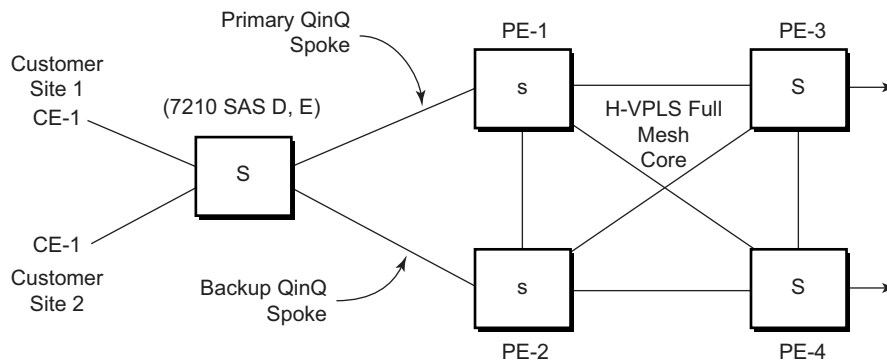 Primary QinQ
Spoke
PE-1
PE-3
Customer
Site 1
CE-1
(7210 SAS D, E)
s
S
H-VPLS Full
Mesh
Core
S
CE-1
Customer
Site 2
Backup QinQ
Spoke
s
S
PE-2
PE-4